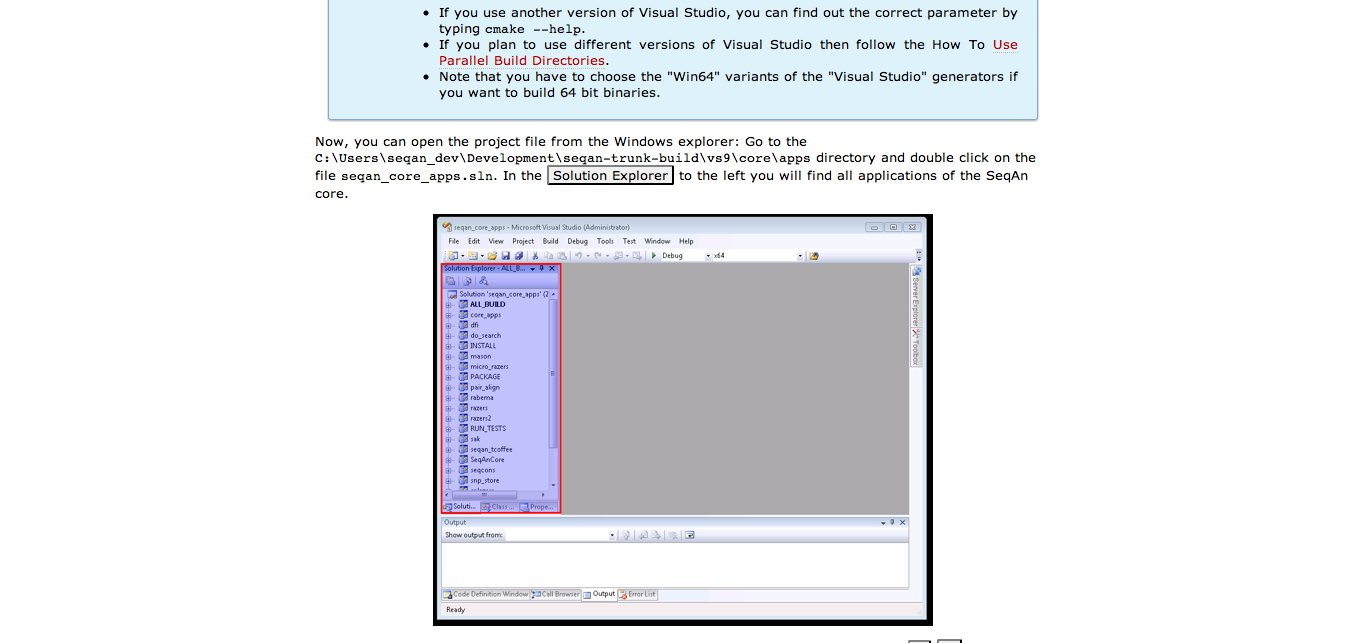 If you use another version of Visual Studio, you can find out the correct parameter by
typing cmake --help.
If you plan to use different versions of Visual Studio then follow the How To Use
Parallel Build Directories.
Note that you have to choose the "Win64" variants of the "Visual Studio" generators if
you want to build 64 bit binaries.
Now, you can open the project file from the Windows explorer: Go to the
C:\Users\seqan_dev\Development\seqan-trunk-build\vs9\core\apps directory and double click on the
file seqan_core_apps.sln. In the Solution Explorer to the left you will find all applications of the SeqAn
core.
seqan_core_apps - Microsoft Visual Studio (Administrator)
File Edit View Project Build Debug Tools Test Window Help
Debug x64
Solution Explorer - ALL_B...
Solution 'seqan_core_apps' (2
ALL_BUILD
core_apps
dfi
do_search
INSTALL
mason
micro_razers
PACKAGE
pair_align
rabema
razers
razers2
RUN_TESTS
sak
seqan_tcoffee
SeqAnCore
seqcons
snp_store
Soluti... Class ... Prope...
Server Explorer
Toolbox
Output
Show output from:
Code Definition Window Call Browser Output Error List
Ready